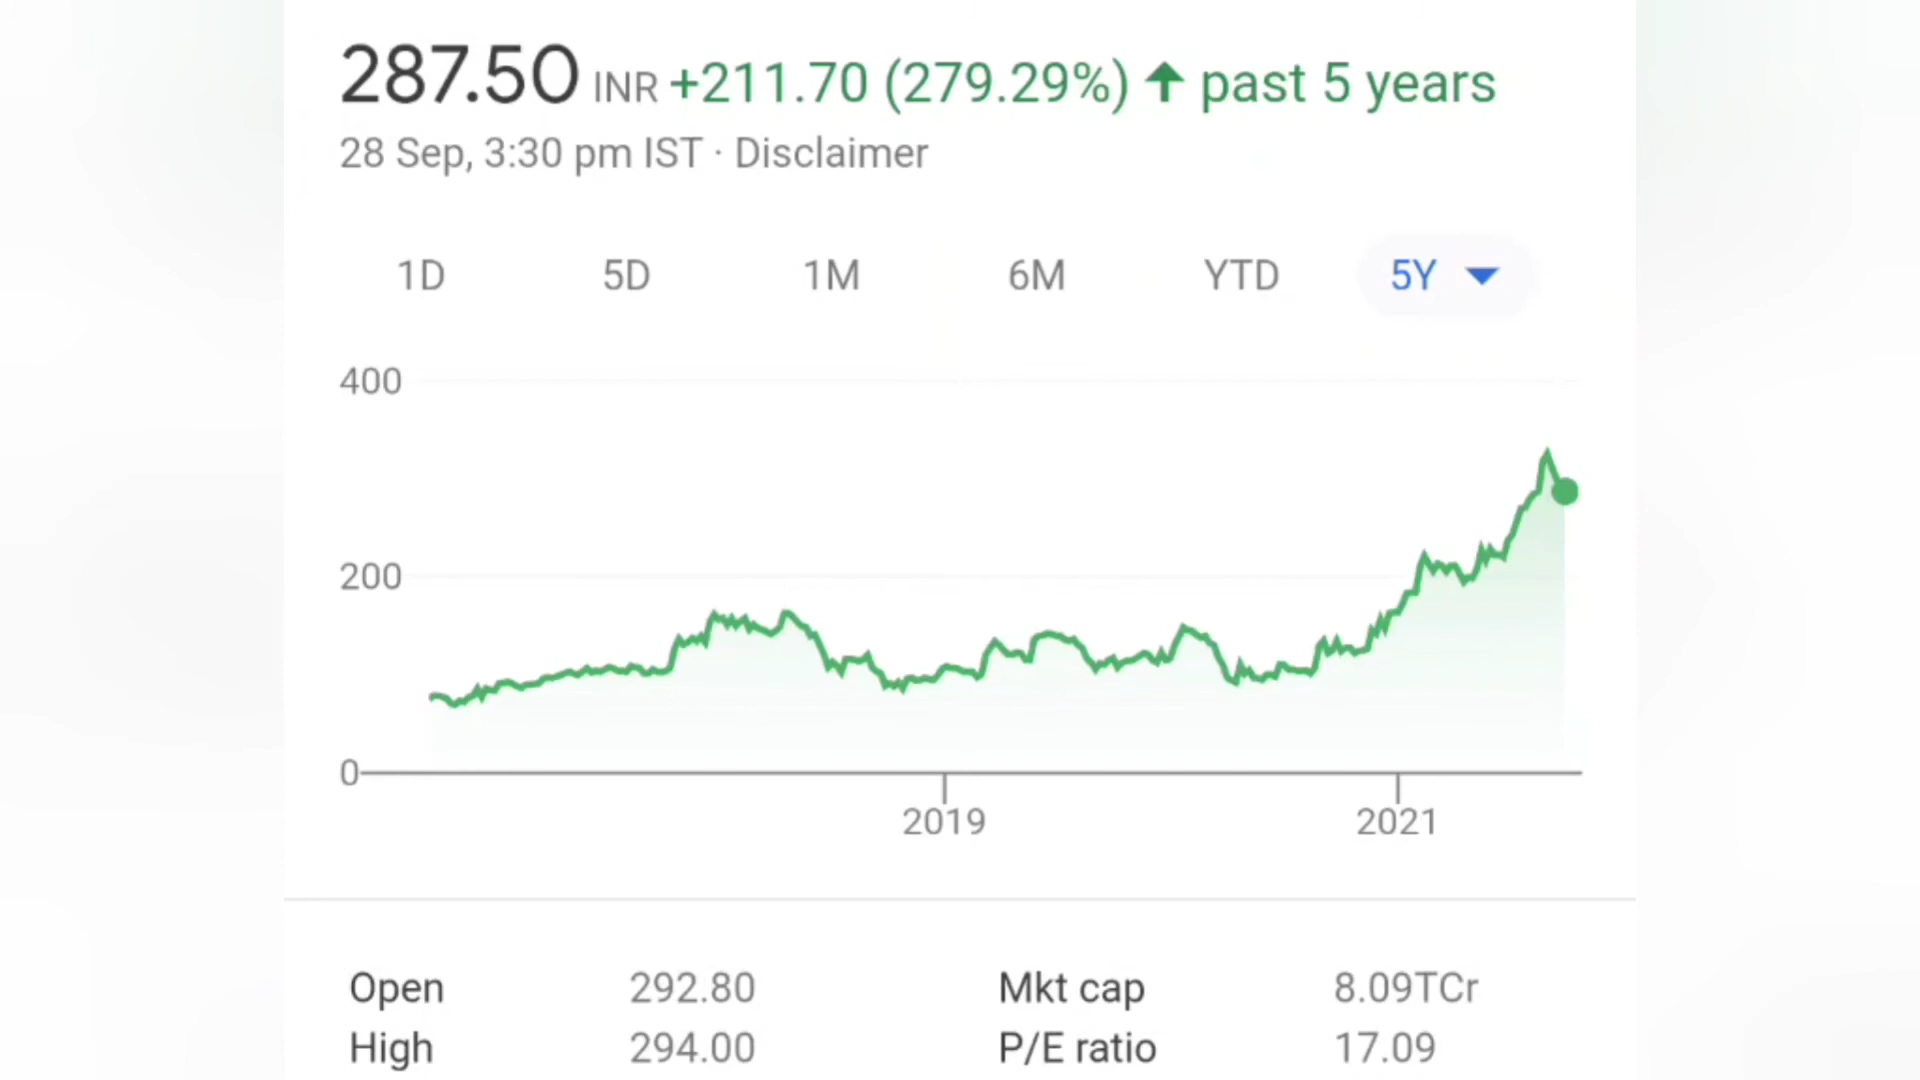 287.50 INR +211.70 (279.29%) ↑ past 5 years
28 Sep, 3:30 pm IST · Disclaimer
1D 5D 1M 6M YTD 5Y
400
200
0
2019 2021
Open 292.80 Mkt cap 8.09TCr
High 294.00 P/E ratio 17.09